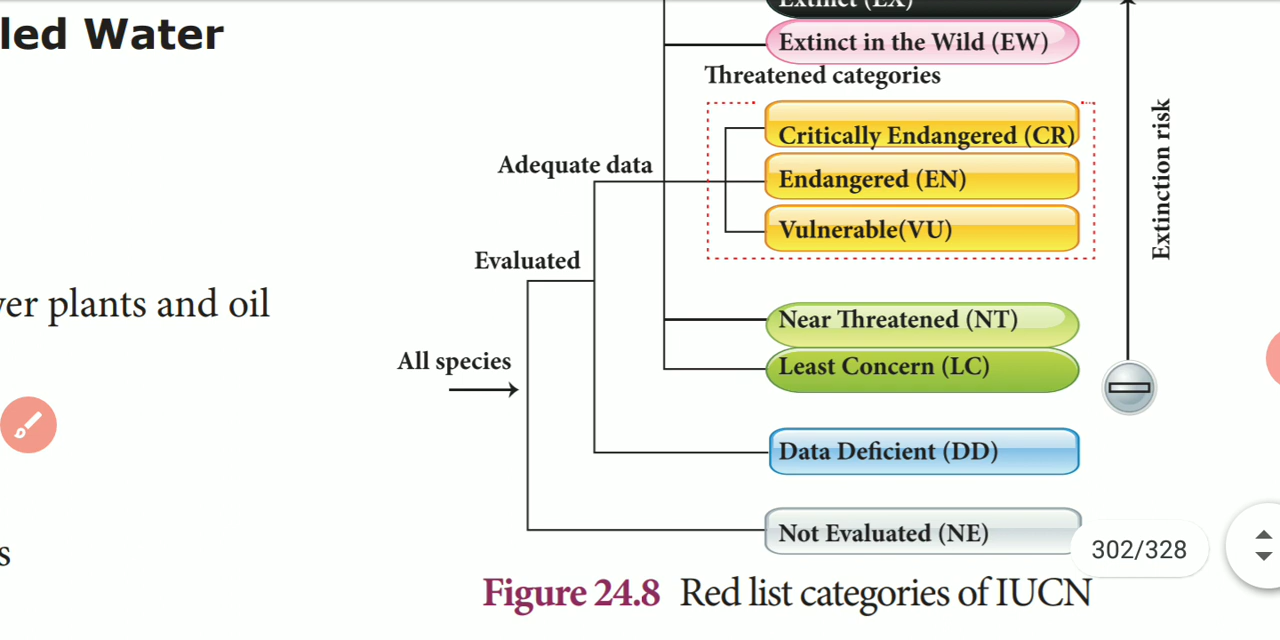 led Water
ver plants and oil
s
Extinct (EX)
Extinct in the Wild (EW)
Threatened categories
Critically Endangered (CR)
Adequate data
Endangered (EN)
Vulnerable(VU)
Extinction risk
Evaluated
Near Threatened (NT)
All species
Least Concern (LC)
Data Deficient (DD)
Not Evaluated (NE)
302/328
Figure 24.8 Red list categories of IUCN